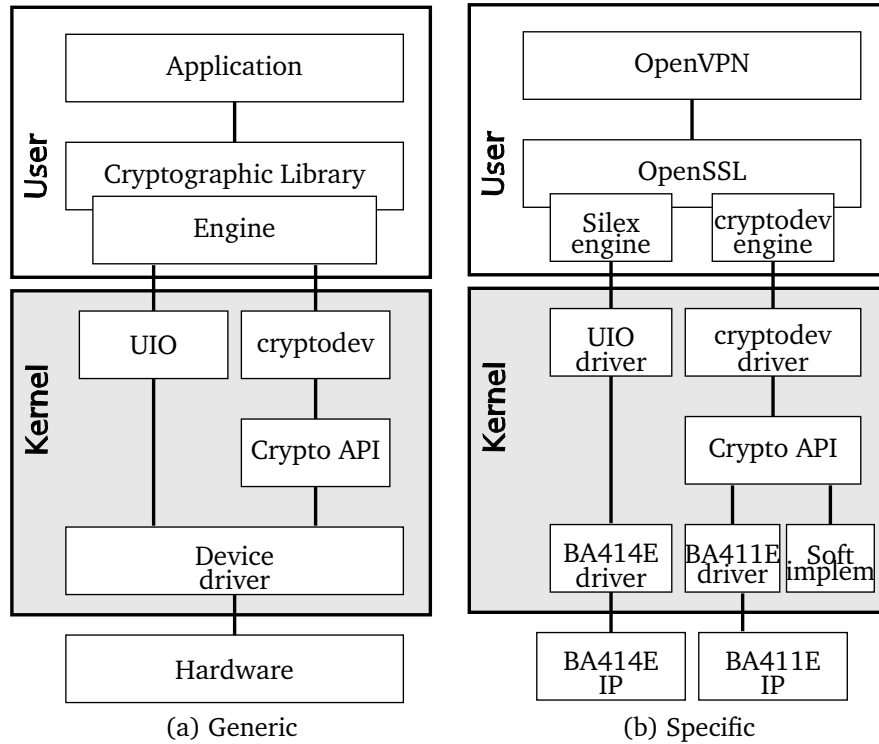 Application
User
Cryptographic Library
Engine
Kernel
UIO
cryptodev
Crypto API
Device
driver
Hardware
(a) Generic
OpenVPN
User
OpenSSL
Silex
engine
cryptodev
engine
Kernel
UIO
driver
cryptodev
driver
Crypto API
BA414E
driver
BA411E
driver
Soft
implem
BA414E
IP
BA411E
IP
(b) Specific